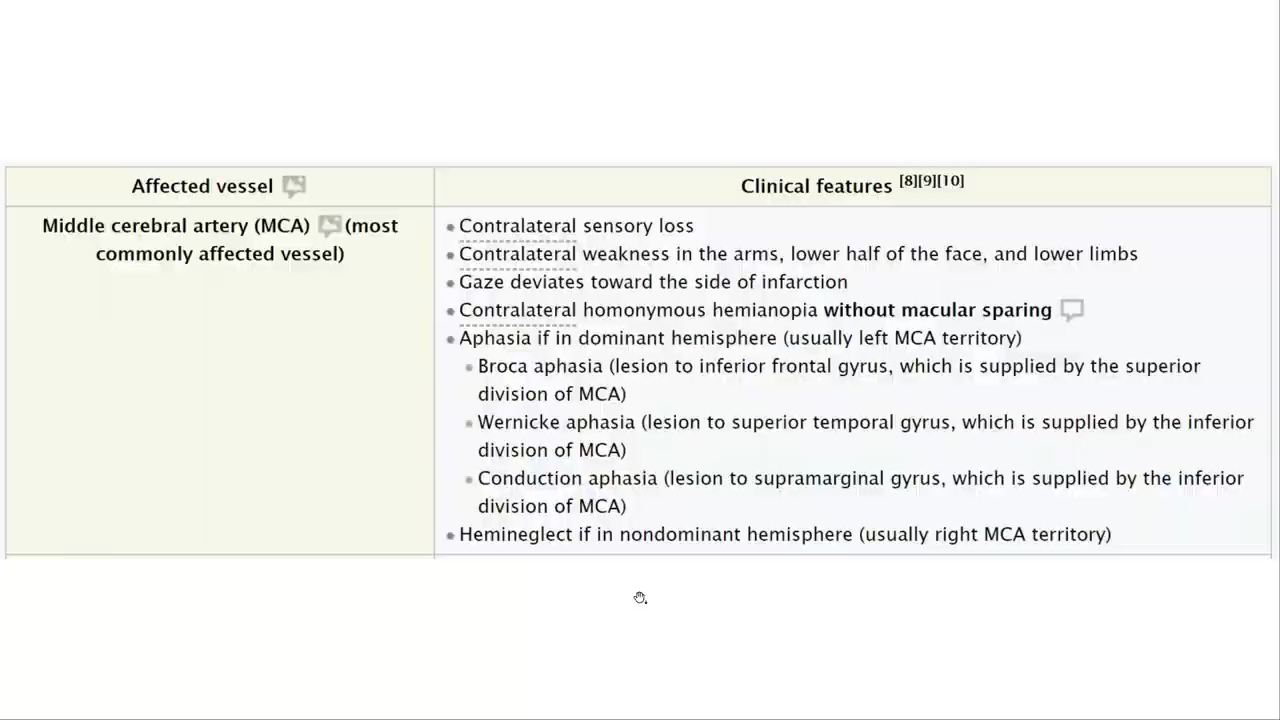 Affected vessel
Clinical features [8][9][10]
Middle cerebral artery (MCA) (most
commonly affected vessel)
Contralateral sensory loss
Contralateral weakness in the arms, lower half of the face, and lower limbs
Gaze deviates toward the side of infarction
Contralateral homonymous hemianopia without macular sparing
Aphasia if in dominant hemisphere (usually left MCA territory)
Broca aphasia (lesion to inferior frontal gyrus, which is supplied by the superior
division of MCA)
Wernicke aphasia (lesion to superior temporal gyrus, which is supplied by the inferior
division of MCA)
Conduction aphasia (lesion to supramarginal gyrus, which is supplied by the inferior
division of MCA)
Hemineglect if in nondominant hemisphere (usually right MCA territory)